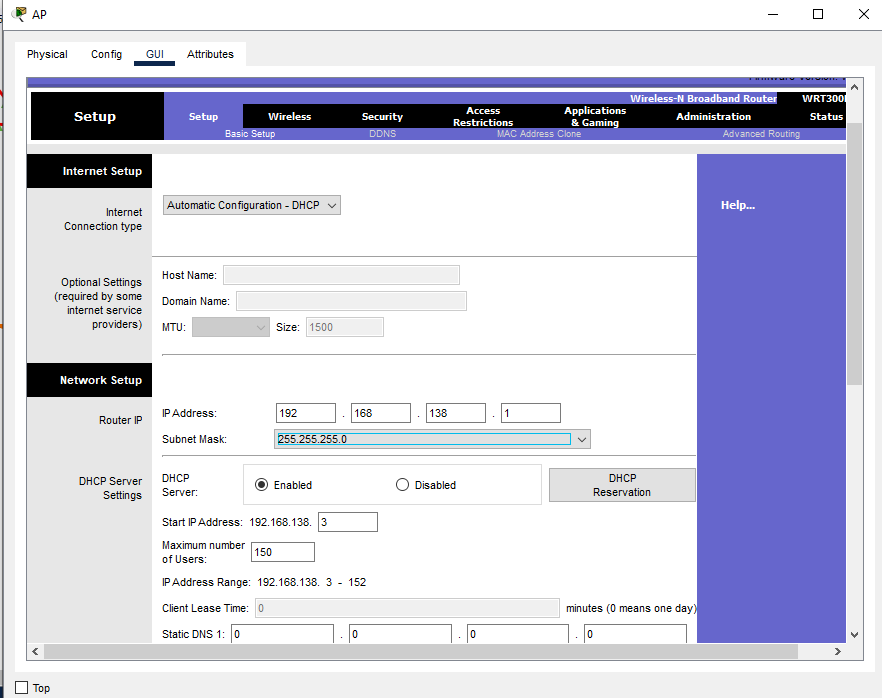 AP
Physical Config GUI Attributes
Wireless-N Broadband Router WRT300
Setup Setup Wireless Security Access Restrictions Applications & Gaming Administration Status
Basic Setup DDNS MAC Address Clone Advanced Routing
Internet Setup
Internet
Connection type
Automatic Configuration - DHCP
Help...
Optional Settings
(required by some
internet service
providers)
Host Name:
Domain Name:
MTU: Size: 1500
Network Setup
Router IP
IP Address: 192 . 168 . 138 . 1
Subnet Mask: 255.255.255.0
DHCP Server
Settings
DHCP
Server:
Enabled Disabled
DHCP
Reservation
Start IP Address: 192.168.138. 3
Maximum number
of Users:
150
IP Address Range: 192.168.138. 3 - 152
Client Lease Time: 0 minutes (0 means one day)
Static DNS 1: 0 . 0 . 0 . 0
Top